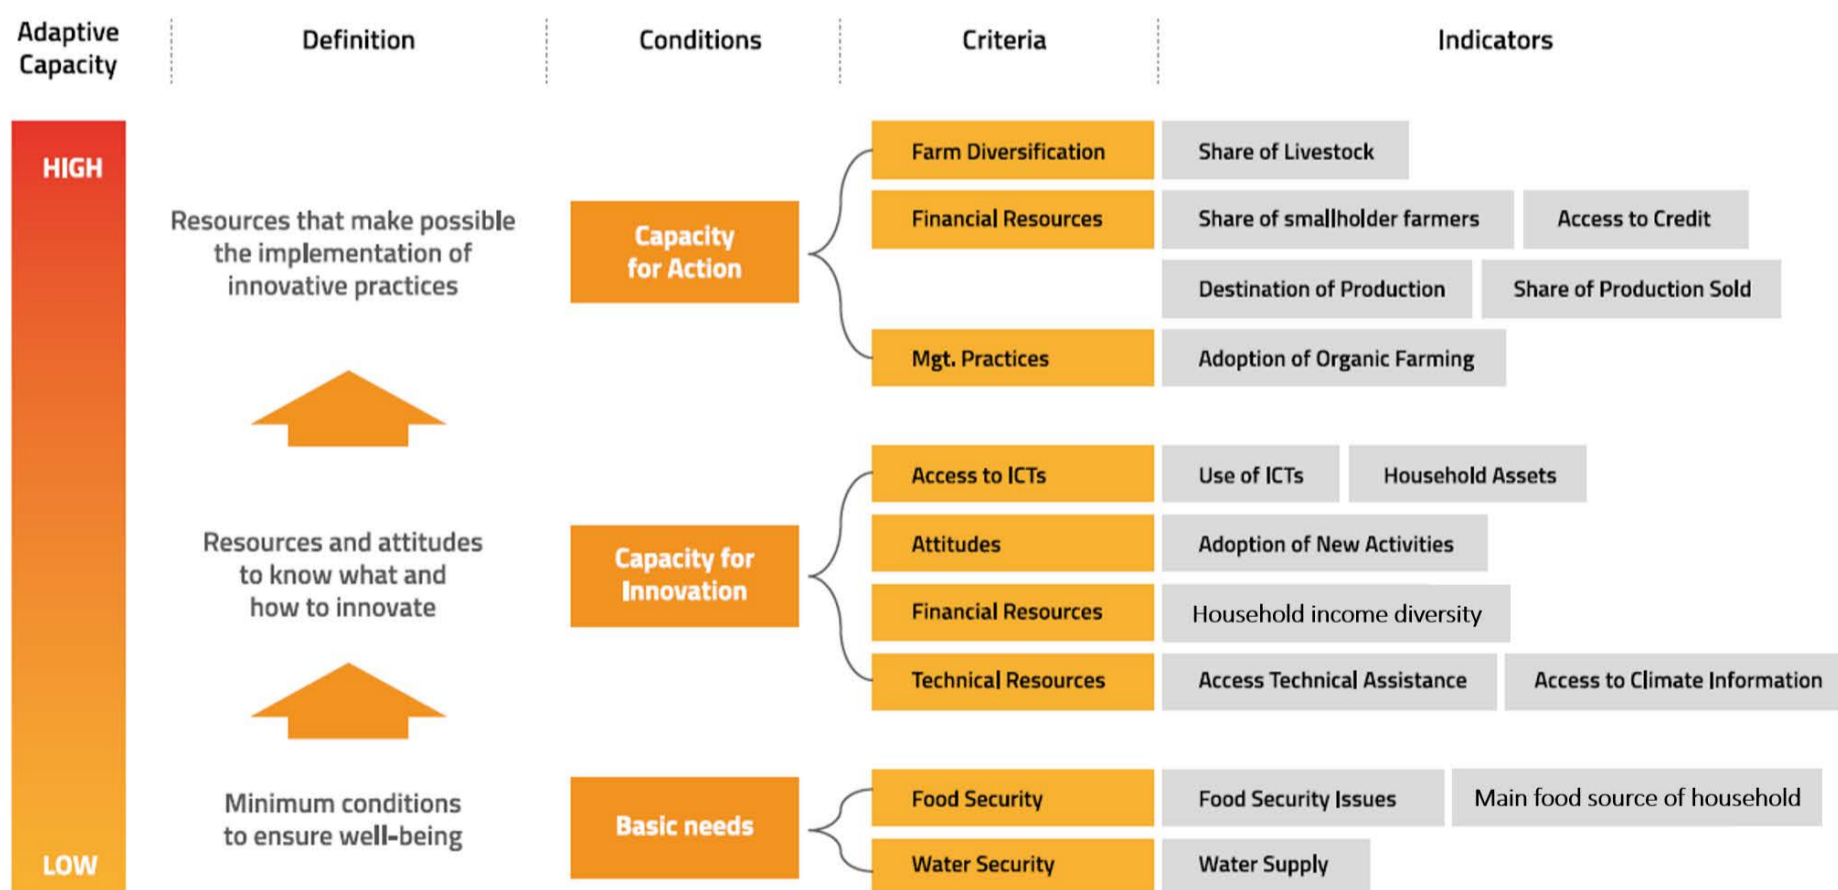 Adaptive
Capacity
Definition
Conditions
Criteria
Indicators
HIGH
Resources that make possible
the implementation of
innovative practices
Capacity
for Action
Farm Diversification
Share of Livestock
Financial Resources
Share of smallholder farmers
Access to Credit
Destination of Production
Share of Production Sold
Mgt. Practices
Adoption of Organic Farming
Resources and attitudes
to know what and
how to innovate
Capacity for
Innovation
Access to ICTs
Use of ICTs
Household Assets
Attitudes
Adoption of New Activities
Financial Resources
Household income diversity
Technical Resources
Access Technical Assistance
Access to Climate Information
Minimum conditions
to ensure well-being
Basic needs
Food Security
Food Security Issues
Main food source of household
Water Security
Water Supply
LOW